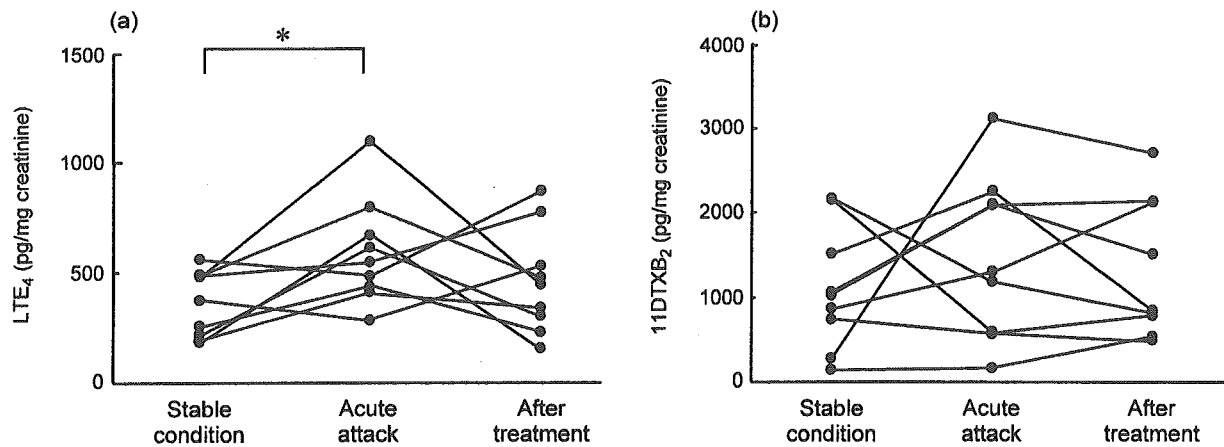 (a)
*
1500
1000
500
0
LTE4 (pg/mg creatinine)
Stable condition
Acute attack
After treatment
(b)
4000
3000
2000
1000
0
11DTXB2 (pg/mg creatinine)
Stable condition
Acute attack
After treatment